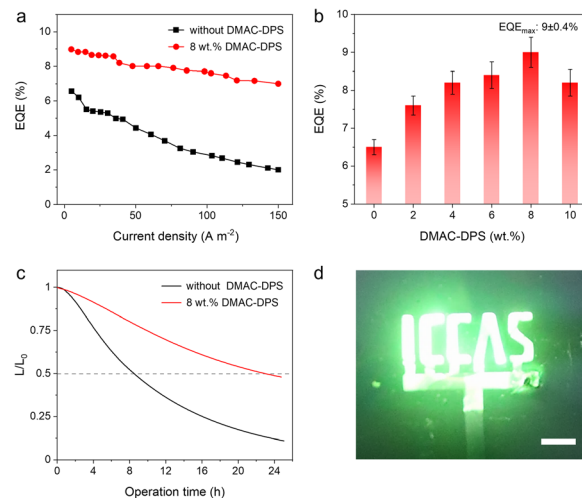 a
without DMAC-DPS
8 wt.% DMAC-DPS
10
8
6
4
2
0
EQE (%)
0 50 100 150
Current density (A m-2)
b
EQEmax: 9±0.4%
10
9
8
7
6
5
EQE (%)
0 2 4 6 8 10
DMAC-DPS (wt.%)
c
without DMAC-DPS
8 wt.% DMAC-DPS
1
0.75
0.5
0.25
0
L/L0
0 4 8 12 16 20 24
Operation time (h)
d
ICEAS